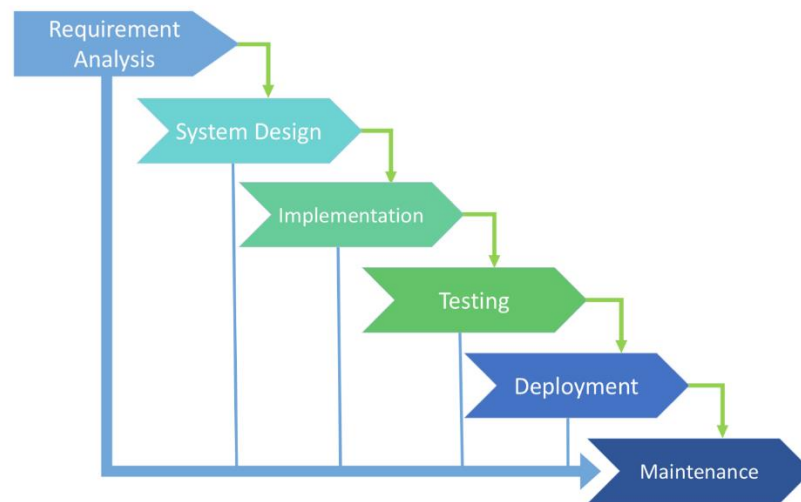 Requirement
Analysis
System Design
Implementation
Testing
Deployment
Maintenance